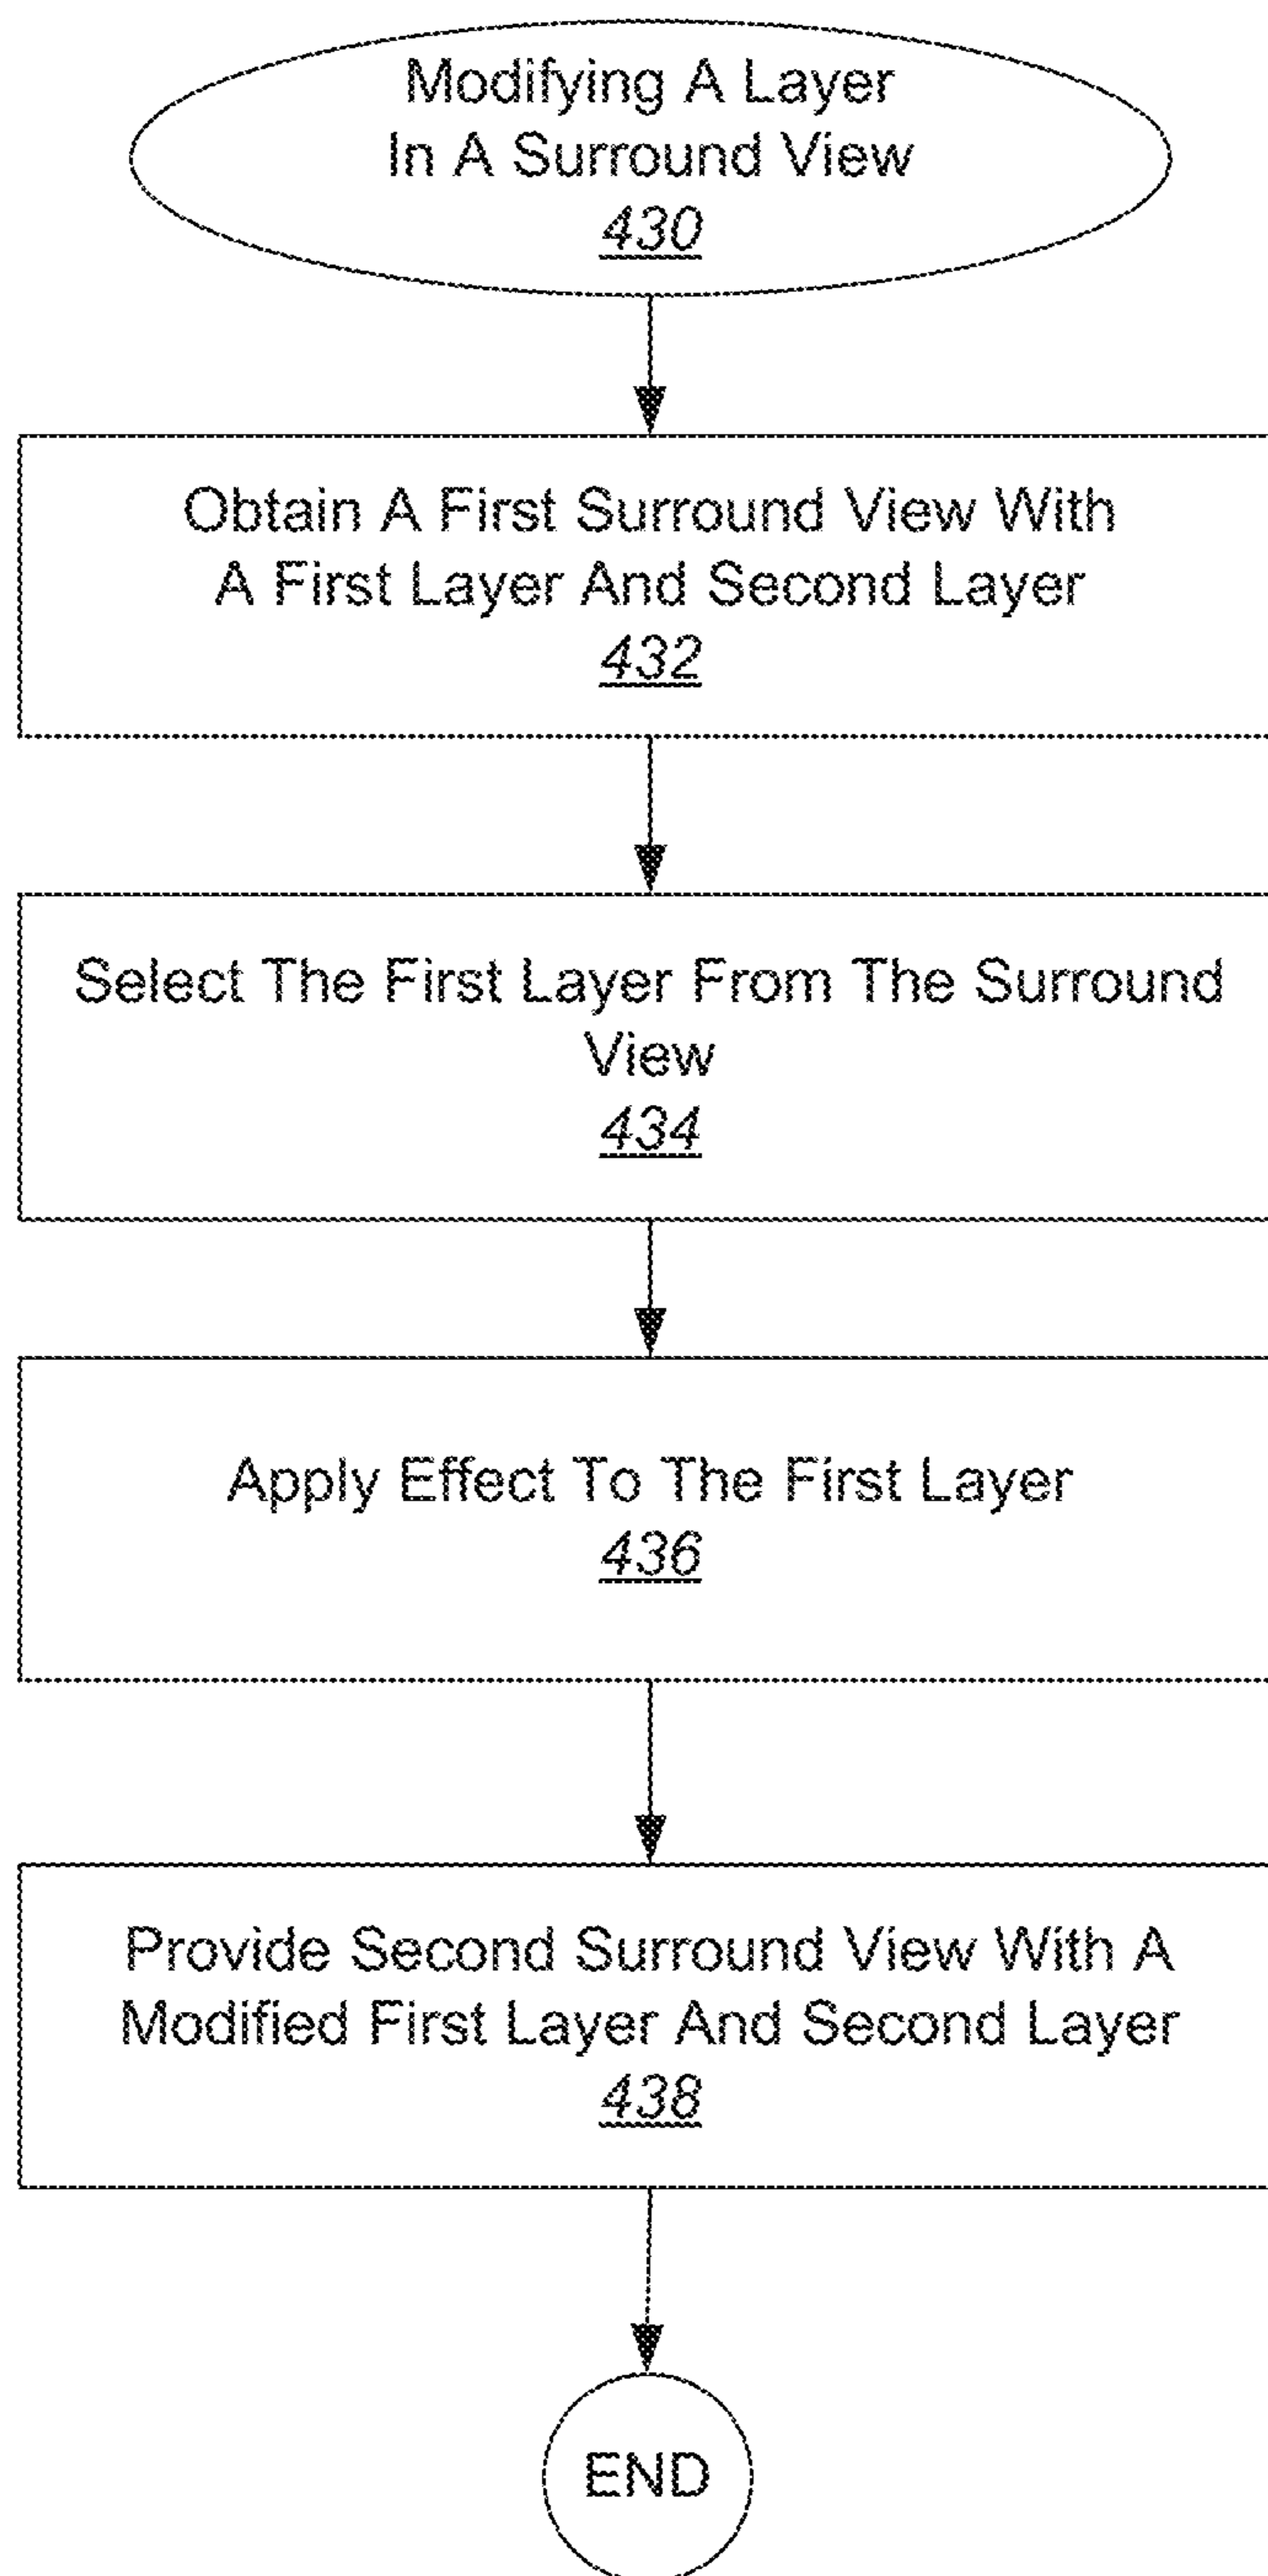 Modifying A Layer
In A Surround View
430
Obtain A First Surround View With
A First Layer And Second Layer
432
Select The First Layer From The Surround
View
434
Apply Effect To The First Layer
436
Provide Second Surround View With A
Modified First Layer And Second Layer
438
END